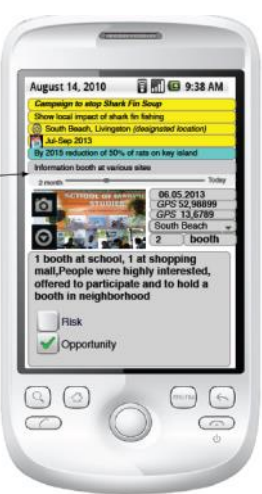 August 14, 2010 9:38 AM
Campaign to stop Shark Fin Soup
Show local impact of shark fin fishing
South Beach, Livingston (designated location)
Jul-Sep 2013
By 2015 reduction of 50% of rats on key island
Information booth at various sites
2 month Today
SCHOOL OF MARINE
STUDIES
06.05.2013
GPS 52,98899
GPS 13,6789
South Beach
2 booth
1 booth at school, 1 at shopping
mall,People were highly interested,
offered to participate and to hold a
booth in neighborhood
Risk
Opportunity
MENU